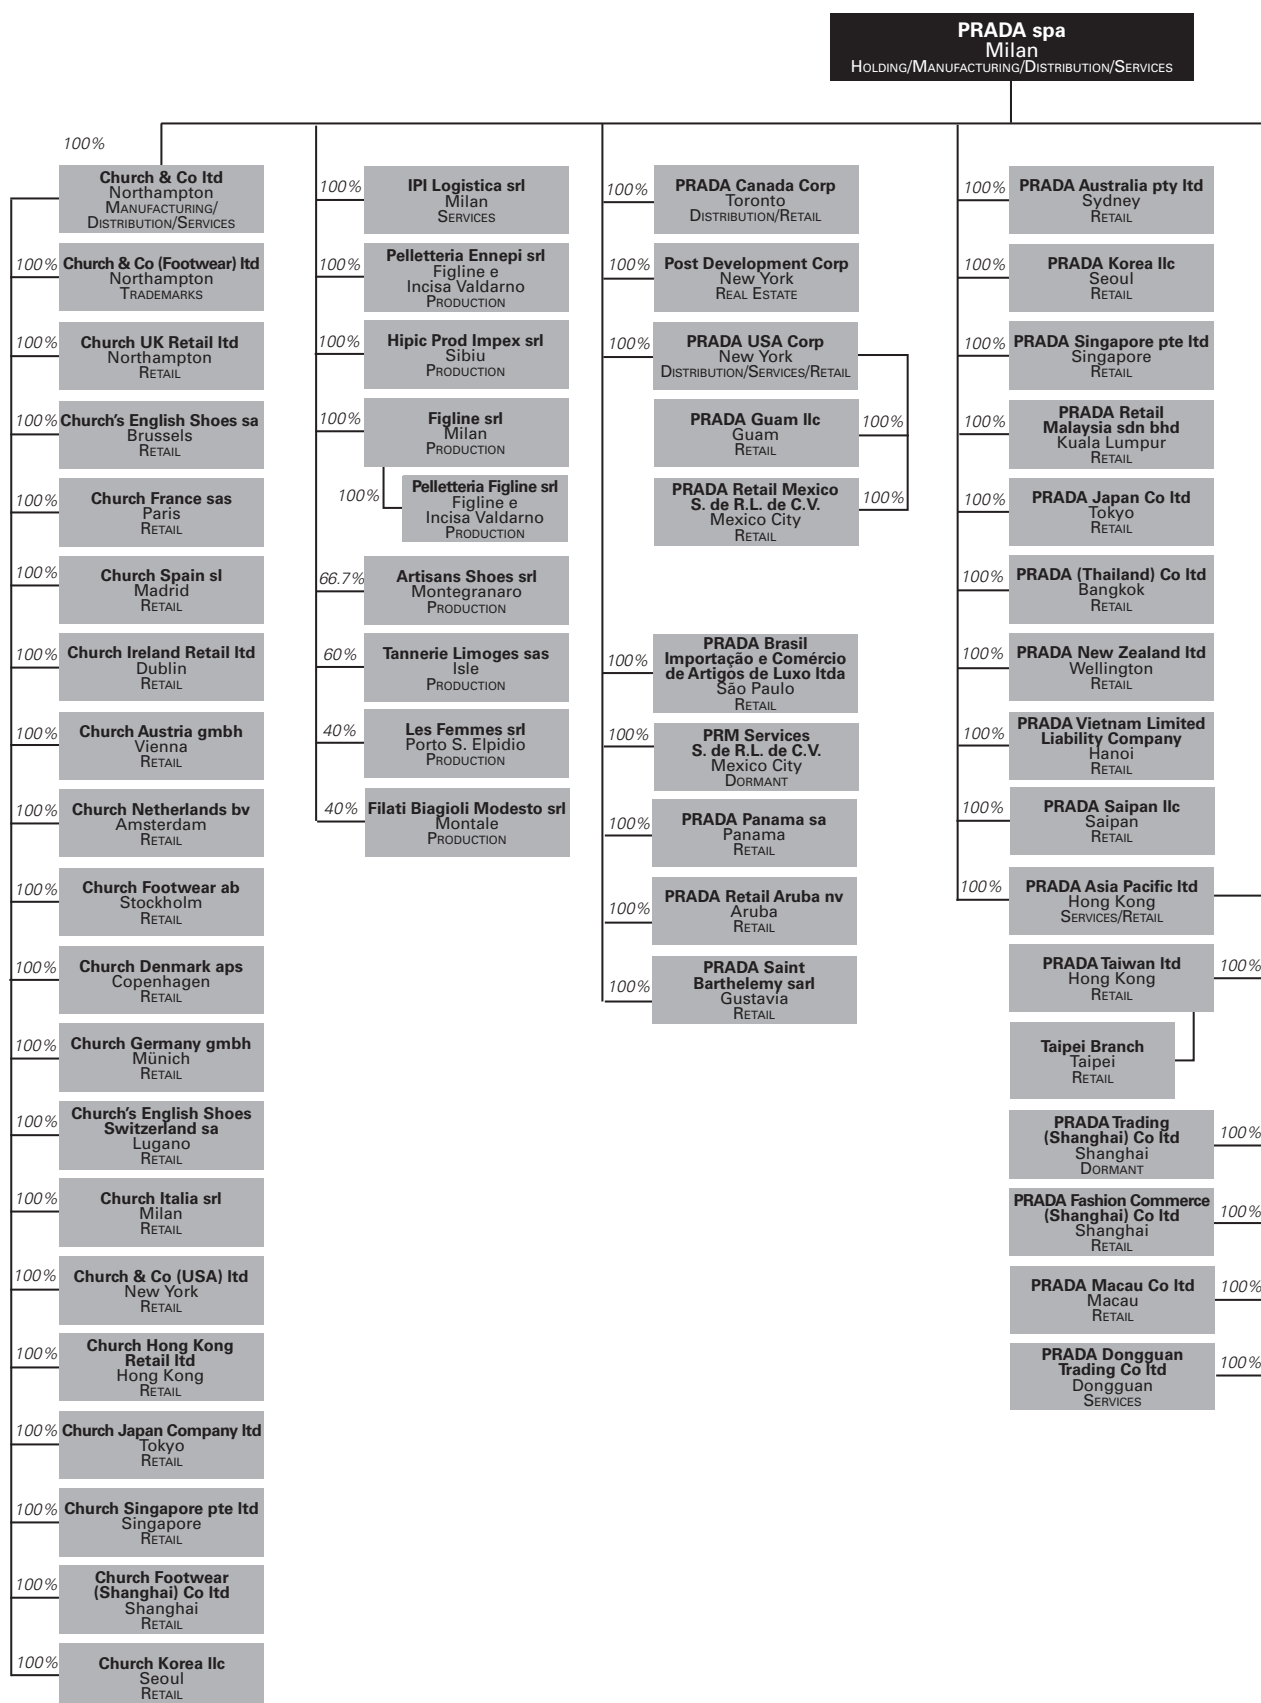 PRADA spa
Milan
HOLDING/MANUFACTURING/DISTRIBUTION/SERVICES
100%
Church & Co ltd
Northampton
MANUFACTURING/
DISTRIBUTION/SERVICES
100%
Church & Co (Footwear) ltd
Northampton
TRADEMARKS
100%
Church UK Retail ltd
Northampton
RETAIL
100%
Church's English Shoes sa
Brussels
RETAIL
100%
Church France sas
Paris
RETAIL
100%
Church Spain sl
Madrid
RETAIL
100%
Church Ireland Retail ltd
Dublin
RETAIL
100%
Church Austria gmbh
Vienna
RETAIL
100%
Church Netherlands bv
Amsterdam
RETAIL
100%
Church Footwear ab
Stockholm
RETAIL
100%
Church Denmark aps
Copenhagen
RETAIL
100%
Church Germany gmbh
Münich
RETAIL
100%
Church's English Shoes
Switzerland sa
Lugano
RETAIL
100%
Church Italia srl
Milan
RETAIL
100%
Church & Co (USA) ltd
New York
RETAIL
100%
Church Hong Kong
Retail ltd
Hong Kong
RETAIL
100%
Church Japan Company ltd
Tokyo
RETAIL
100%
Church Singapore pte ltd
Singapore
RETAIL
100%
Church Footwear
(Shanghai) Co ltd
Shanghai
RETAIL
100%
Church Korea llc
Seoul
RETAIL
100%
IPI Logistica srl
Milan
SERVICES
100%
Pelletteria Ennepi srl
Figline e
Incisa Valdarno
PRODUCTION
100%
Hipic Prod Impex srl
Sibiu
PRODUCTION
100%
Figline srl
Milan
PRODUCTION
100%
Pelletteria Figline srl
Figline e
Incisa Valdarno
PRODUCTION
66.7%
Artisans Shoes srl
Montegranaro
PRODUCTION
60%
Tannerie Limoges sas
Isle
PRODUCTION
40%
Les Femmes srl
Porto S. Elpidio
PRODUCTION
40%
Filati Biagioli Modesto srl
Montale
PRODUCTION
100%
PRADA Canada Corp
Toronto
DISTRIBUTION/RETAIL
100%
Post Development Corp
New York
REAL ESTATE
100%
PRADA USA Corp
New York
DISTRIBUTION/SERVICES/RETAIL
PRADA Guam llc
Guam
RETAIL
100%
PRADA Retail Mexico
S. de R.L. de C.V.
Mexico City
RETAIL
100%
100%
PRADA Brasil
Importação e Comércio
de Artigos de Luxo ltda
São Paulo
RETAIL
100%
PRM Services
S. de R.L. de C.V.
Mexico City
DORMANT
100%
PRADA Panama sa
Panama
RETAIL
100%
PRADA Retail Aruba nv
Aruba
RETAIL
100%
PRADA Saint
Barthelemy sarl
Gustavia
RETAIL
100%
PRADA Australia pty ltd
Sydney
RETAIL
100%
PRADA Korea llc
Seoul
RETAIL
100%
PRADA Singapore pte ltd
Singapore
RETAIL
100%
PRADA Retail
Malaysia sdn bhd
Kuala Lumpur
RETAIL
100%
PRADA Japan Co ltd
Tokyo
RETAIL
100%
PRADA (Thailand) Co ltd
Bangkok
RETAIL
100%
PRADA New Zealand ltd
Wellington
RETAIL
100%
PRADA Vietnam Limited
Liability Company
Hanoi
RETAIL
100%
PRADA Saipan llc
Saipan
RETAIL
100%
PRADA Asia Pacific ltd
Hong Kong
SERVICES/RETAIL
PRADA Taiwan ltd
Hong Kong
RETAIL
100%
Taipei Branch
Taipei
RETAIL
PRADA Trading
(Shanghai) Co ltd
Shanghai
DORMANT
100%
PRADA Fashion Commerce
(Shanghai) Co ltd
Shanghai
RETAIL
100%
PRADA Macau Co ltd
Macau
RETAIL
100%
PRADA Dongguan
Trading Co ltd
Dongguan
SERVICES
100%